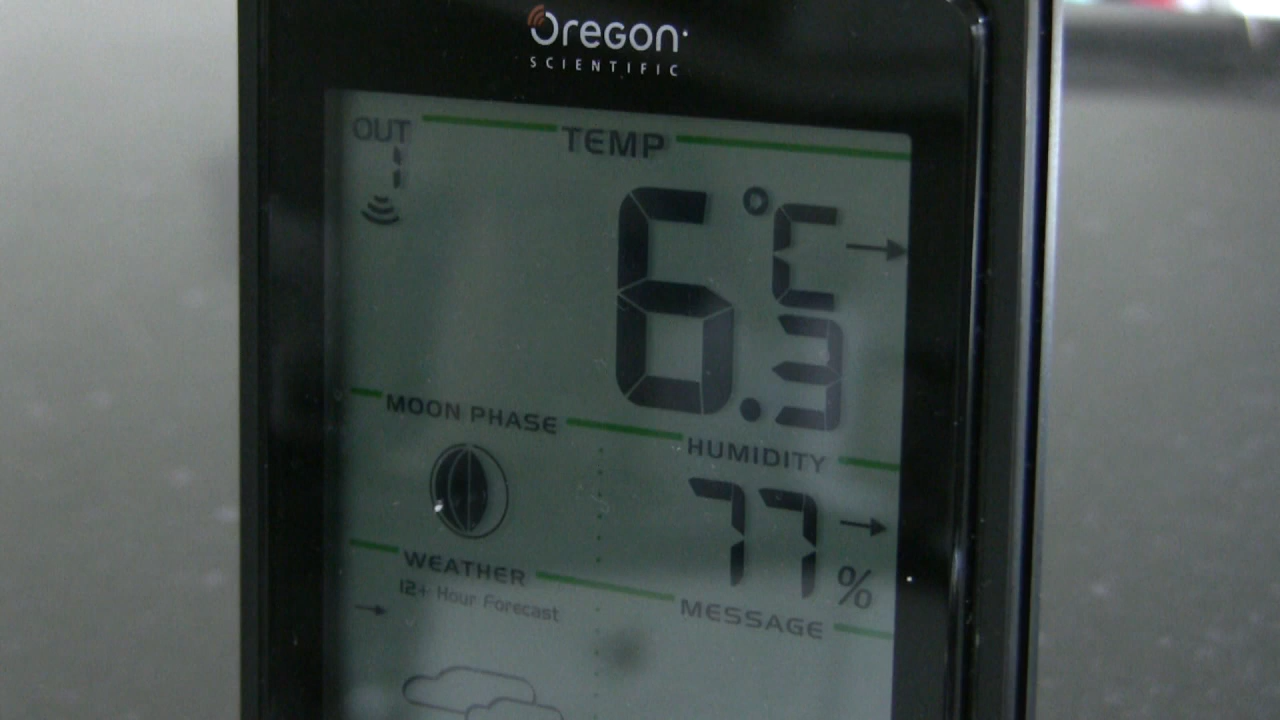 Oregon
SCIENTIFIC
OUT
1
TEMP
6.3 °C
MOON PHASE
HUMIDITY
77 %
WEATHER
12+ Hour Forecast
MESSAGE